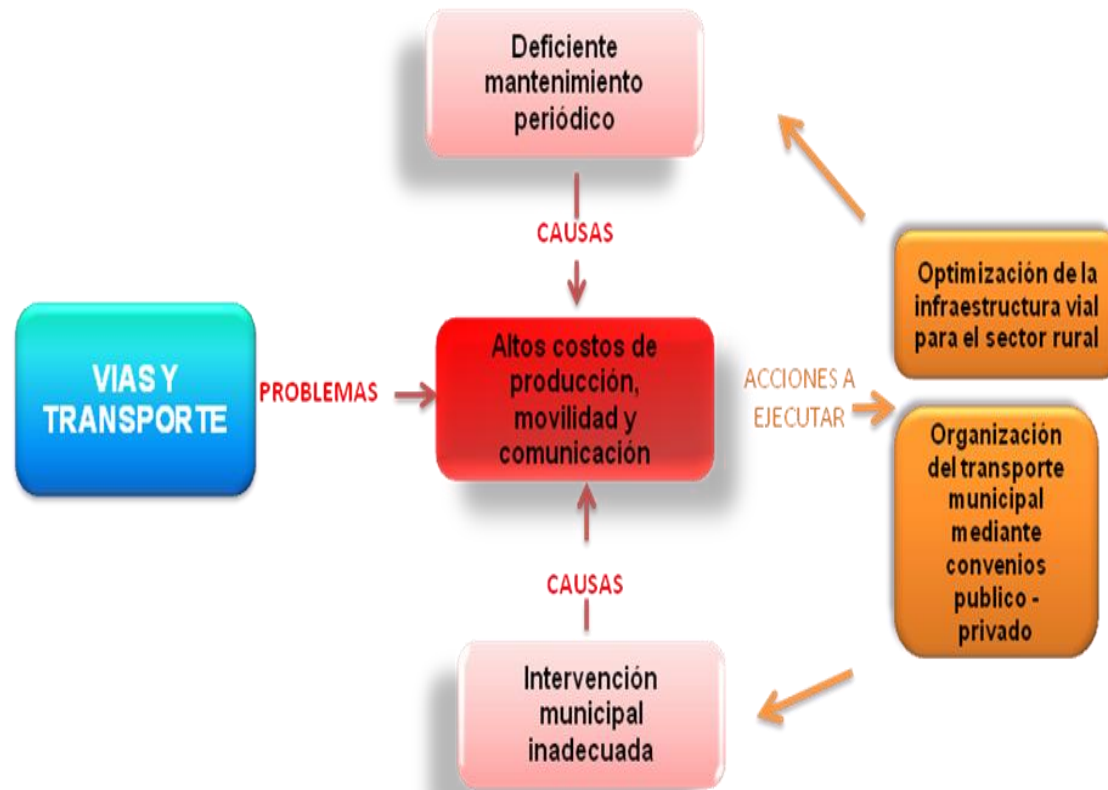 Deficiente
mantenimiento
periódico
CAUSAS
VIAS Y
TRANSPORTE
PROBLEMAS
Altos costos de
producción,
movilidad y
comunicación
ACCIONES A
EJECUTAR
Optimización de la
infraestructura vial
para el sector rural
Organización
del transporte
municipal
mediante
convenios
publico -
privado
CAUSAS
Intervención
municipal
inadecuada